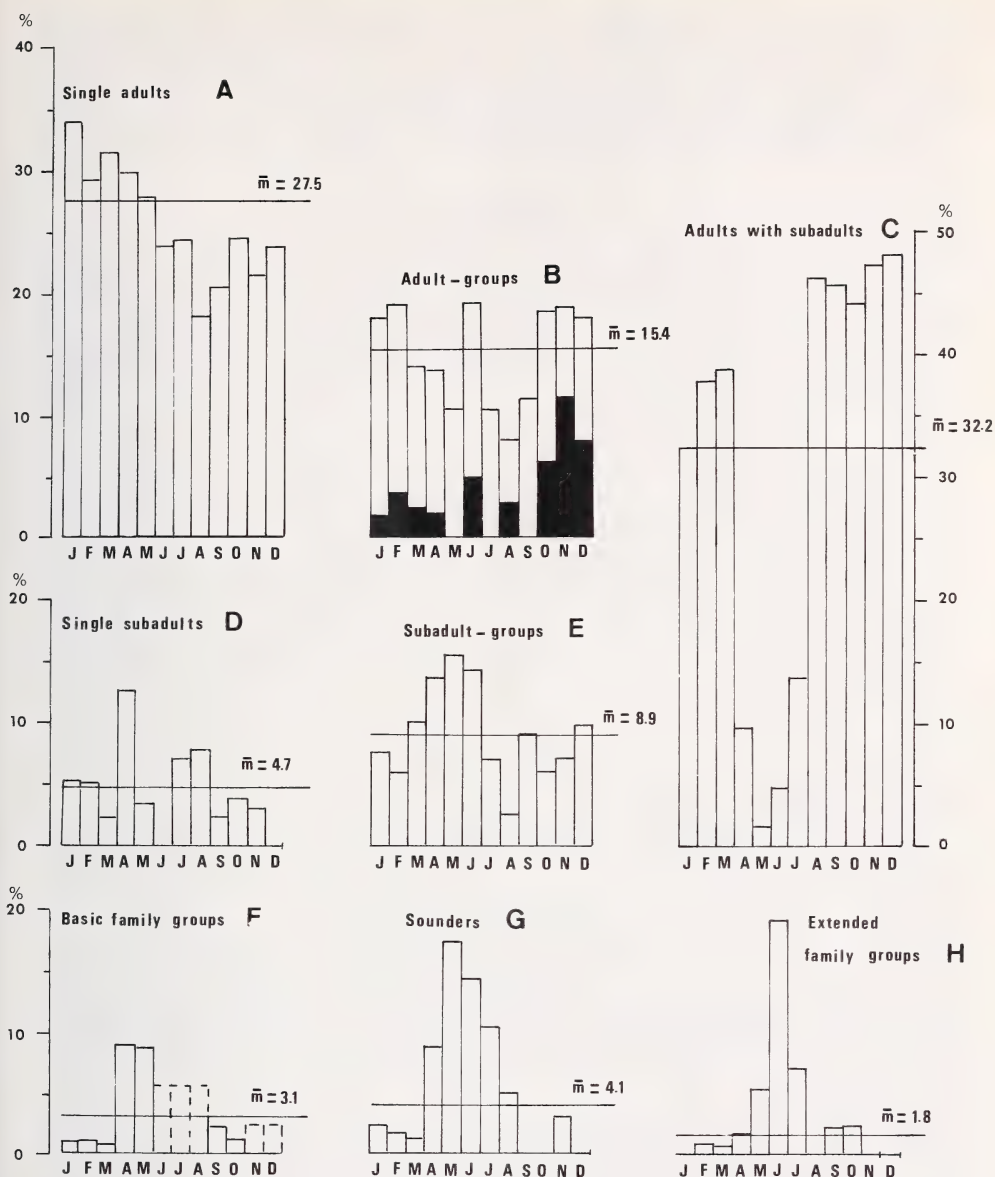 %
40
30
20
10
0
Single adults A
m̄ = 27.5
J F M A M J J A S O N D
Adult-groups B
m̄ = 15.4
J F M A M J J A S O N D
Adults with subadults C
%
50
40
m̄ = 32.2
30
20
10
0
J F M A M J J A S O N D
%
20
10
0
Single subadults D
m̄ = 4.7
J F M A M J J A S O N D
Subadult-groups E
m̄ = 8.9
J F M A M J J A S O N D
%
20
10
0
Basic family groups F
m̄ = 3.1
J F M A M J J A S O N D
Sounders G
m̄ = 4.1
J F M A M J J A S O N D
Extended
family groups H
m̄ = 1.8
J F M A M J J A S O N D